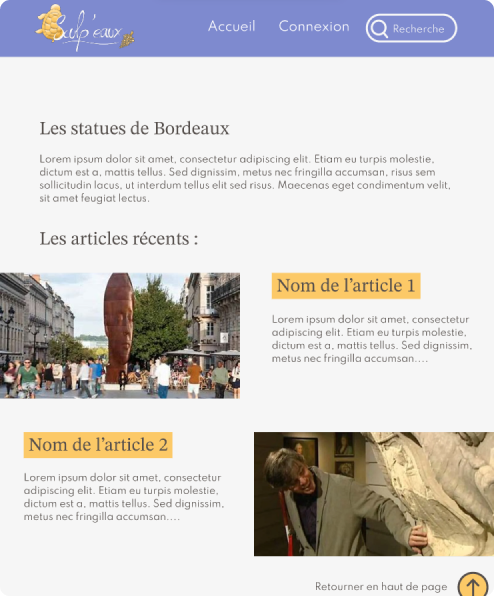 Sculp'eaux
Accueil Connexion Recherche
Les statues de Bordeaux
Lorem ipsum dolor sit amet, consectetur adipiscing elit. Etiam eu turpis molestie,
dictum est a, mattis tellus. Sed dignissim, metus nec fringilla accumsan, risus sem
sollicitudin lacus, ut interdum tellus elit sed risus. Maecenas eget condimentum velit,
sit amet feugiat lectus.
Les articles récents :
Nom de l'article 1
Lorem ipsum dolor sit amet, consectetur
adipiscing elit. Etiam eu turpis molestie,
dictum est a, mattis tellus. Sed dignissim,
metus nec fringilla accumsan....
Nom de l'article 2
Lorem ipsum dolor sit amet, consectetur
adipiscing elit. Etiam eu turpis molestie,
dictum est a, mattis tellus. Sed dignissim,
metus nec fringilla accumsan....
Retourner en haut de page